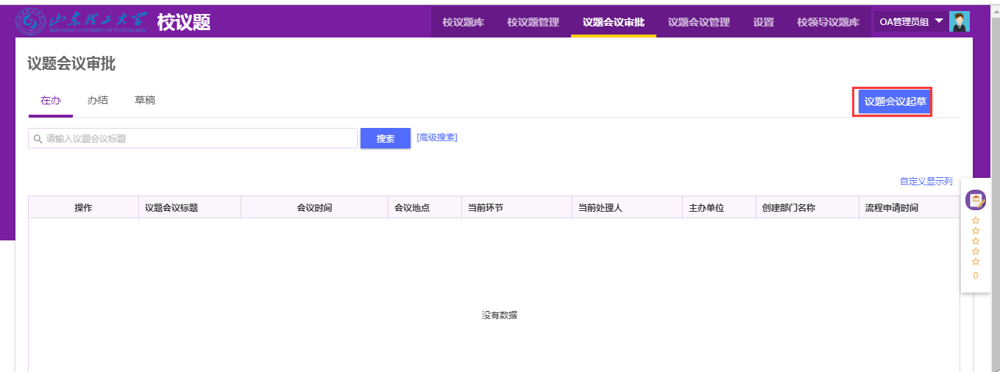 山东理工大学 校议题
SHANDONG UNIVERSITY OF TECHNOLOGY
校议题库 校议题管理 议题会议审批 议题会议管理 设置 校领导议题库 OA管理员组
议题会议审批
在办 办结 草稿 议题会议起草
请输入议题会议标题 搜索 [高级搜索]
自定义显示列
操作 议题会议标题 会议时间 会议地点 当前环节 当前处理人 主办单位 创建部门名称 流程申请时间
0
没有数据